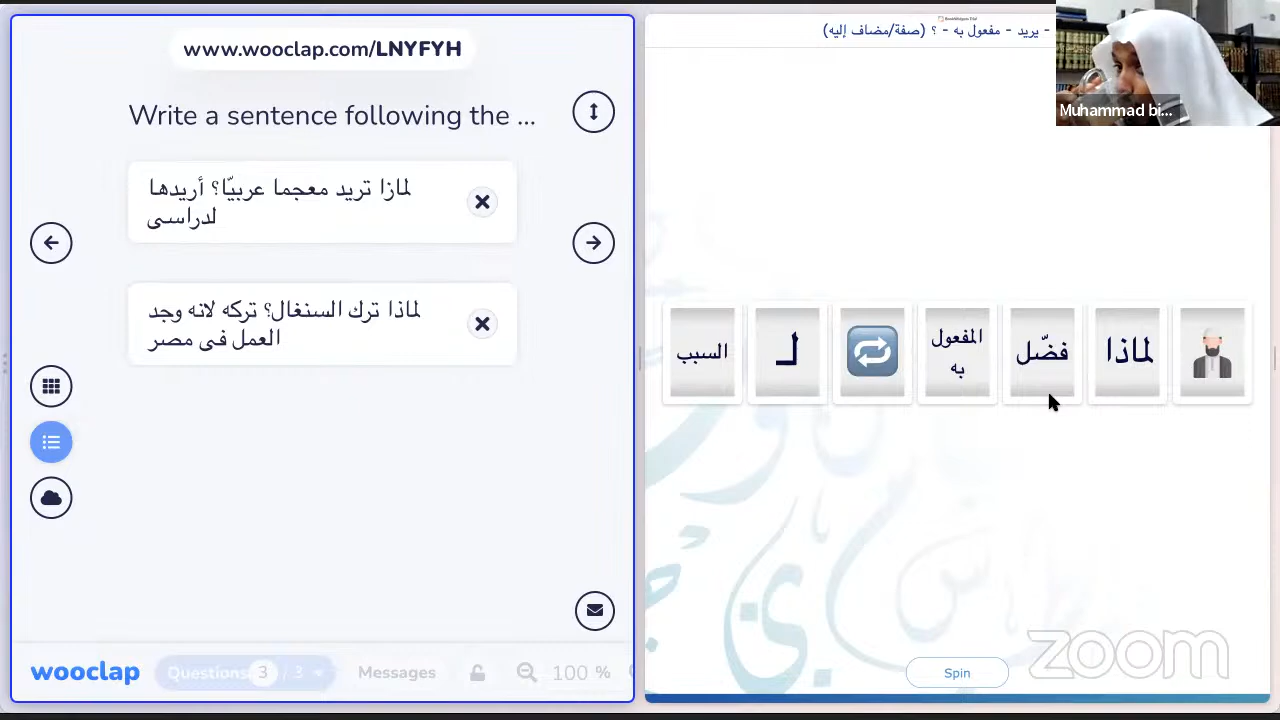 www.wooclap.com/LNYFYH
Write a sentence following the ...
لمازا تريد معجما عربيّا؟ أريدها
لدراسى
لماذا ترك السنغال؟ تركه لانه وجد
العمل فى مصر
wooclap
Questions 3 / 3
Messages
100 %
- يريد - مفعول به - ؟ (صفة/مضاف إليه)
Muhammad bi...
لماذا
فضّل
المفعول
به
لـ
السبب
Spin
zoom